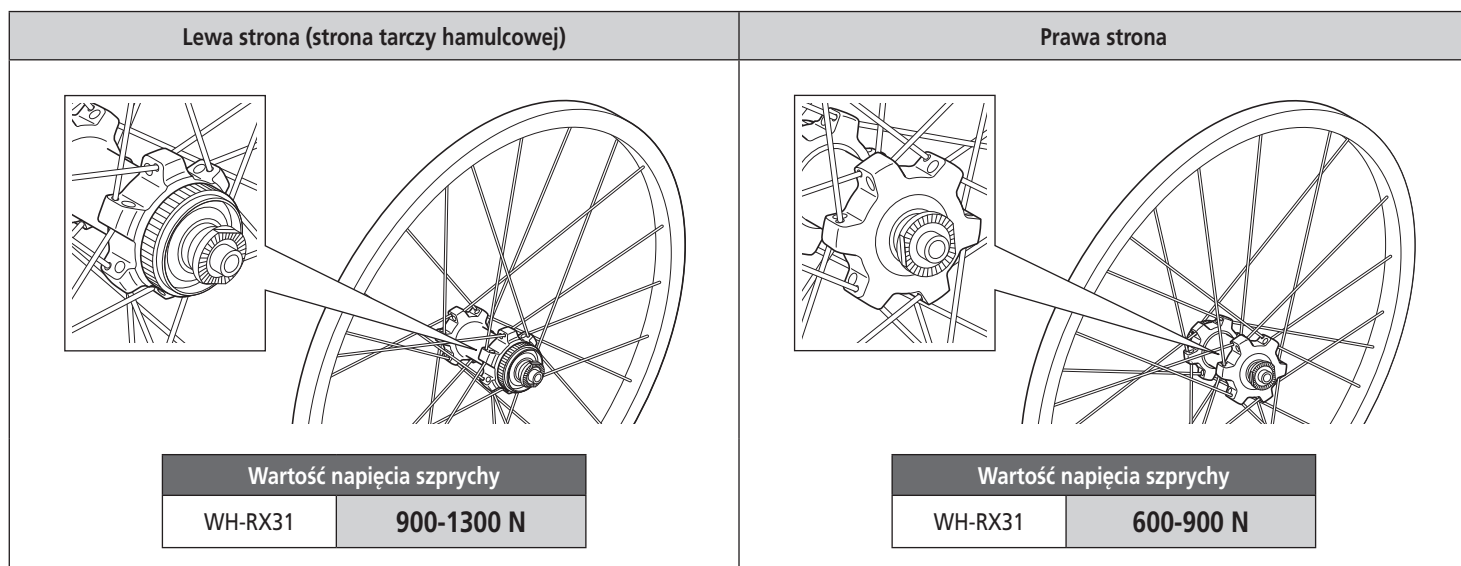 Lewa strona (strona tarczy hamulcowej)
Prawa strona
Wartość napięcia szprychy
WH-RX31
900-1300 N
Wartość napięcia szprychy
WH-RX31
600-900 N